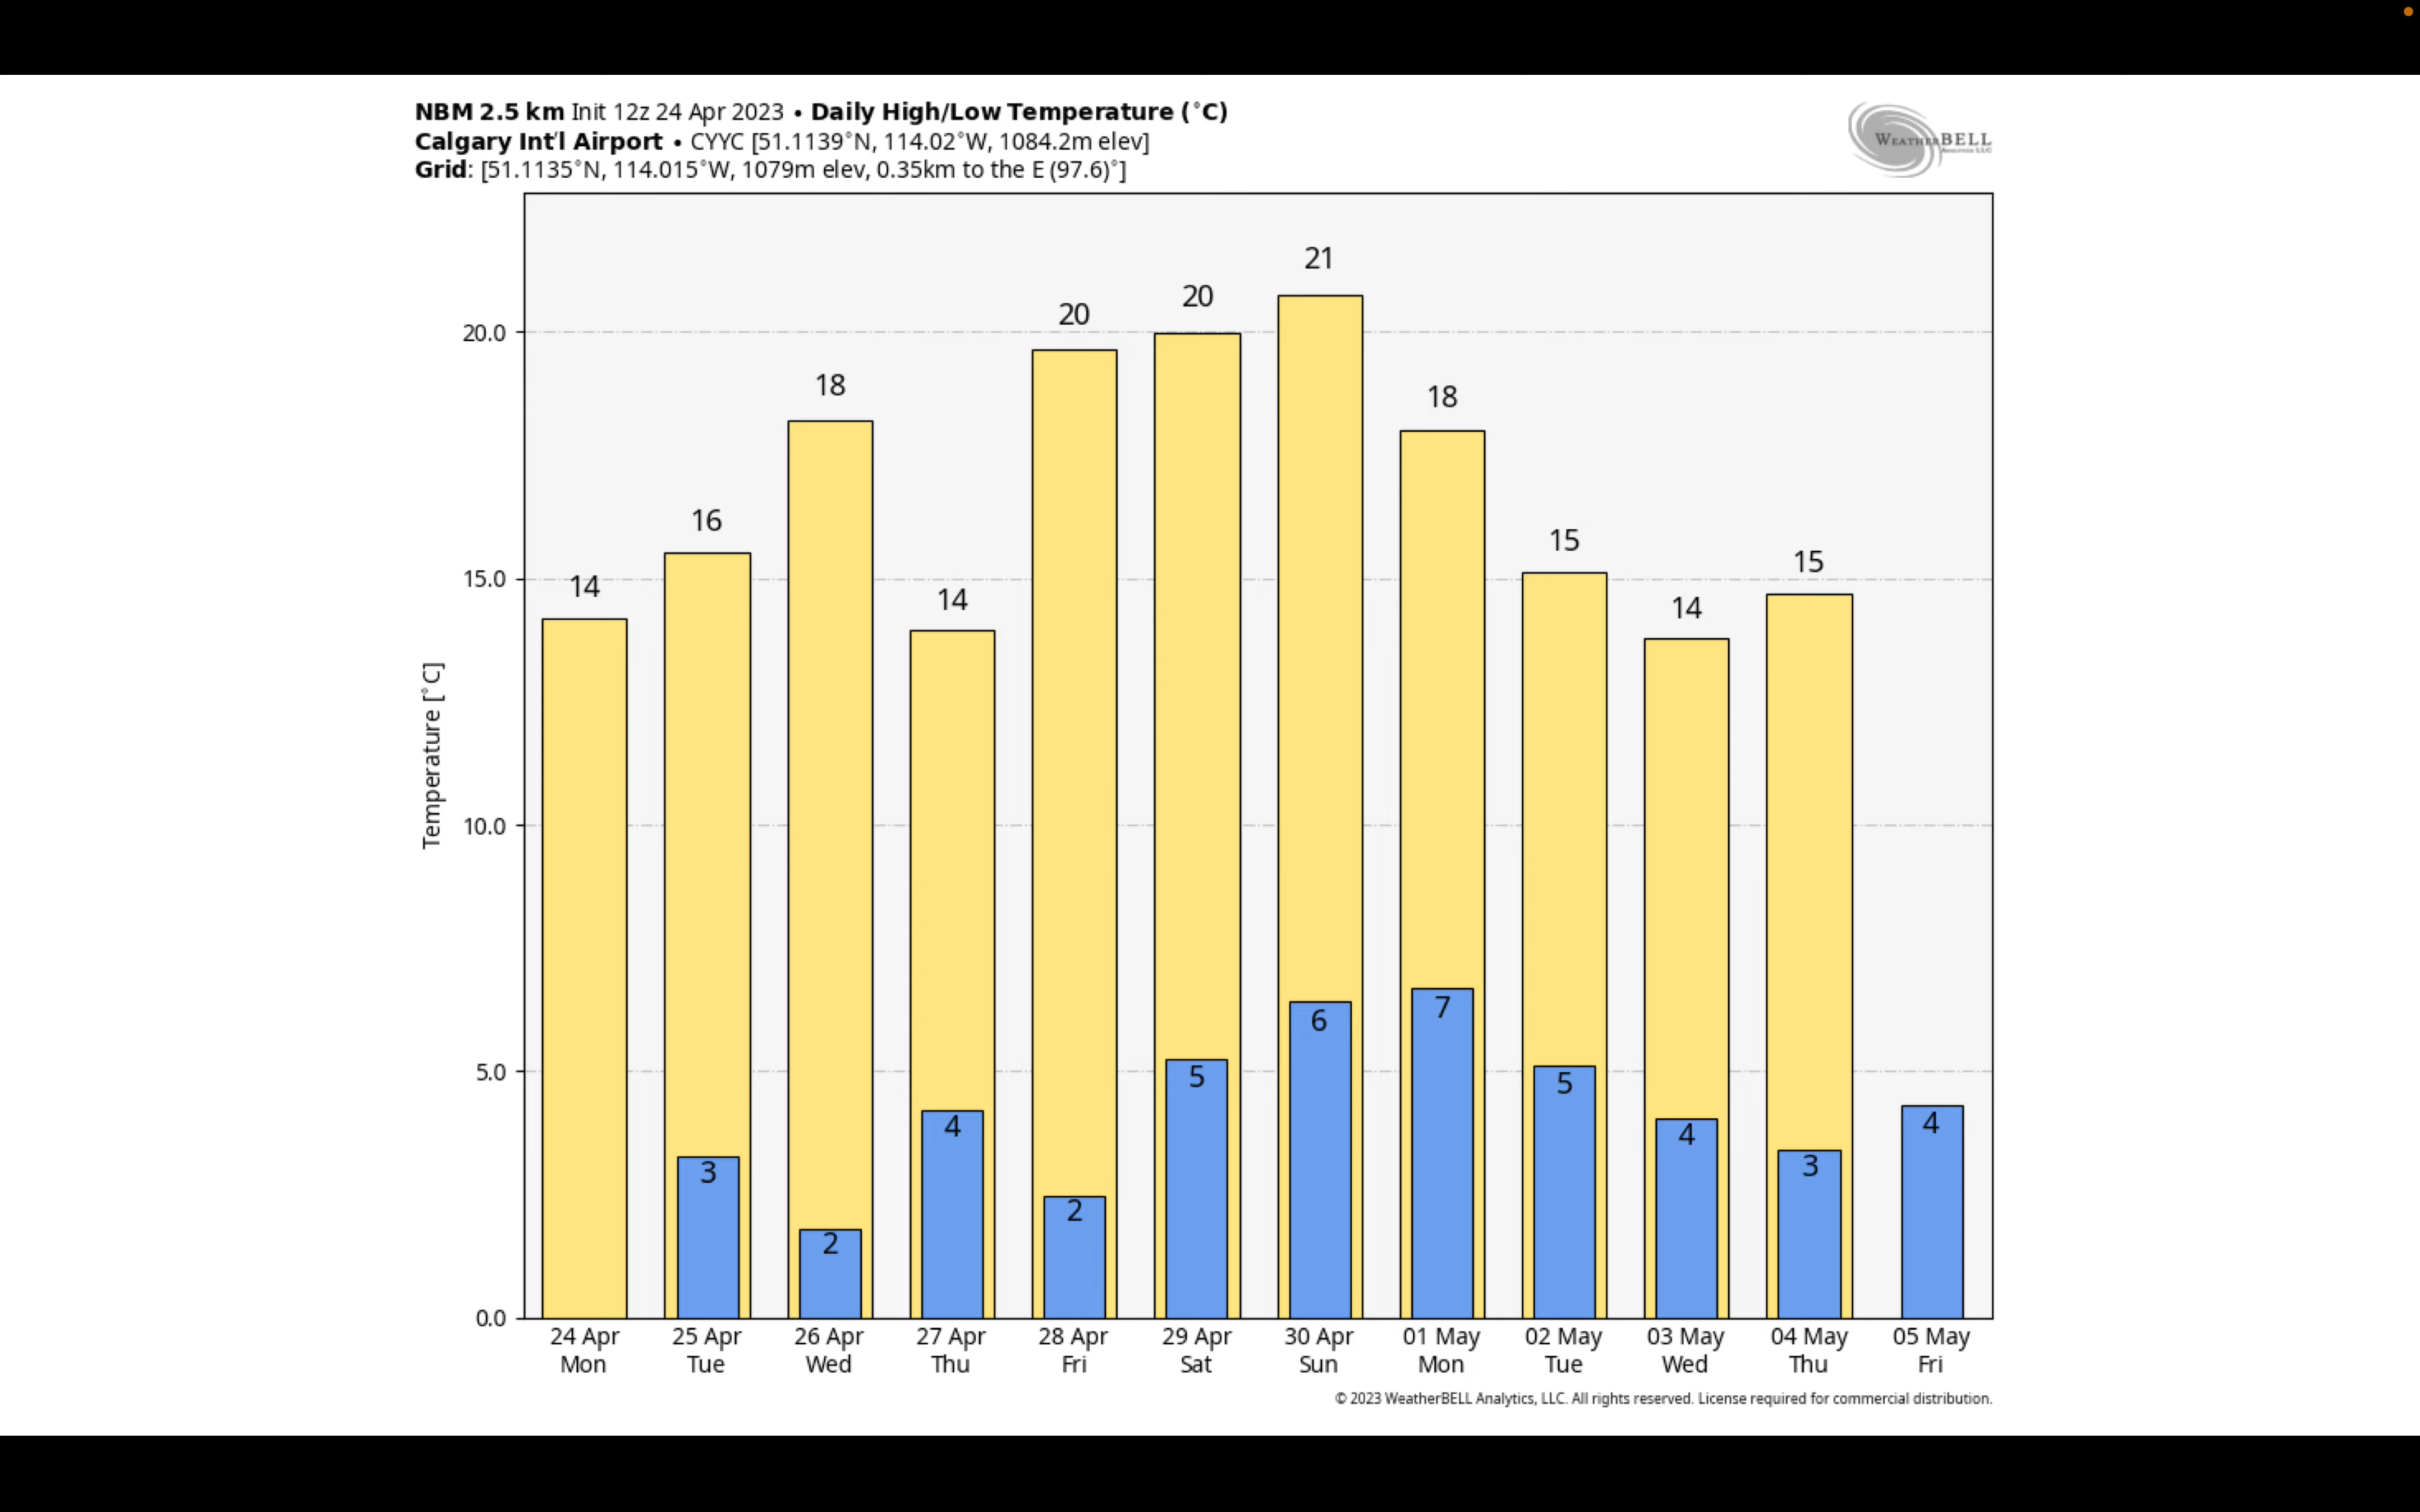 NBM 2.5 km Init 12z 24 Apr 2023 • Daily High/Low Temperature (°C)
Calgary Int'l Airport • CYYC [51.1139°N, 114.02°W, 1084.2m elev]
Grid: [51.1135°N, 114.015°W, 1079m elev, 0.35km to the E (97.6)°]
WEATHERBELL
ANALYTICS LLC
Temperature [°C]
20.0
15.0
10.0
5.0
0.0
14
16
18
14
20
20
21
18
15
14
15
3
2
4
2
5
6
7
5
4
3
4
24 Apr
Mon
25 Apr
Tue
26 Apr
Wed
27 Apr
Thu
28 Apr
Fri
29 Apr
Sat
30 Apr
Sun
01 May
Mon
02 May
Tue
03 May
Wed
04 May
Thu
05 May
Fri
© 2023 WeatherBELL Analytics, LLC. All rights reserved. License required for commercial distribution.